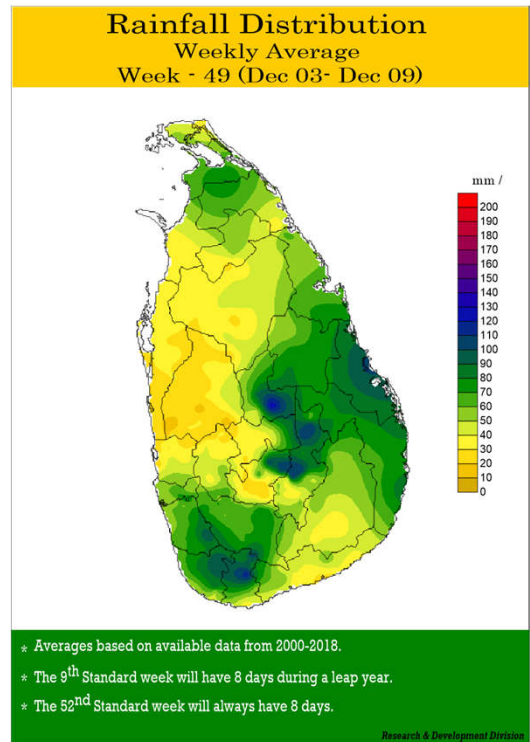 Rainfall Distribution
Weekly Average
Week - 49 (Dec 03- Dec 09)
mm /
200
190
180
170
160
150
140
130
120
110
100
90
80
70
60
50
40
30
20
10
0
* Averages based on available data from 2000-2018.
* The 9th Standard week will have 8 days during a leap year.
* The 52nd Standard week will always have 8 days.
Research & Development Division